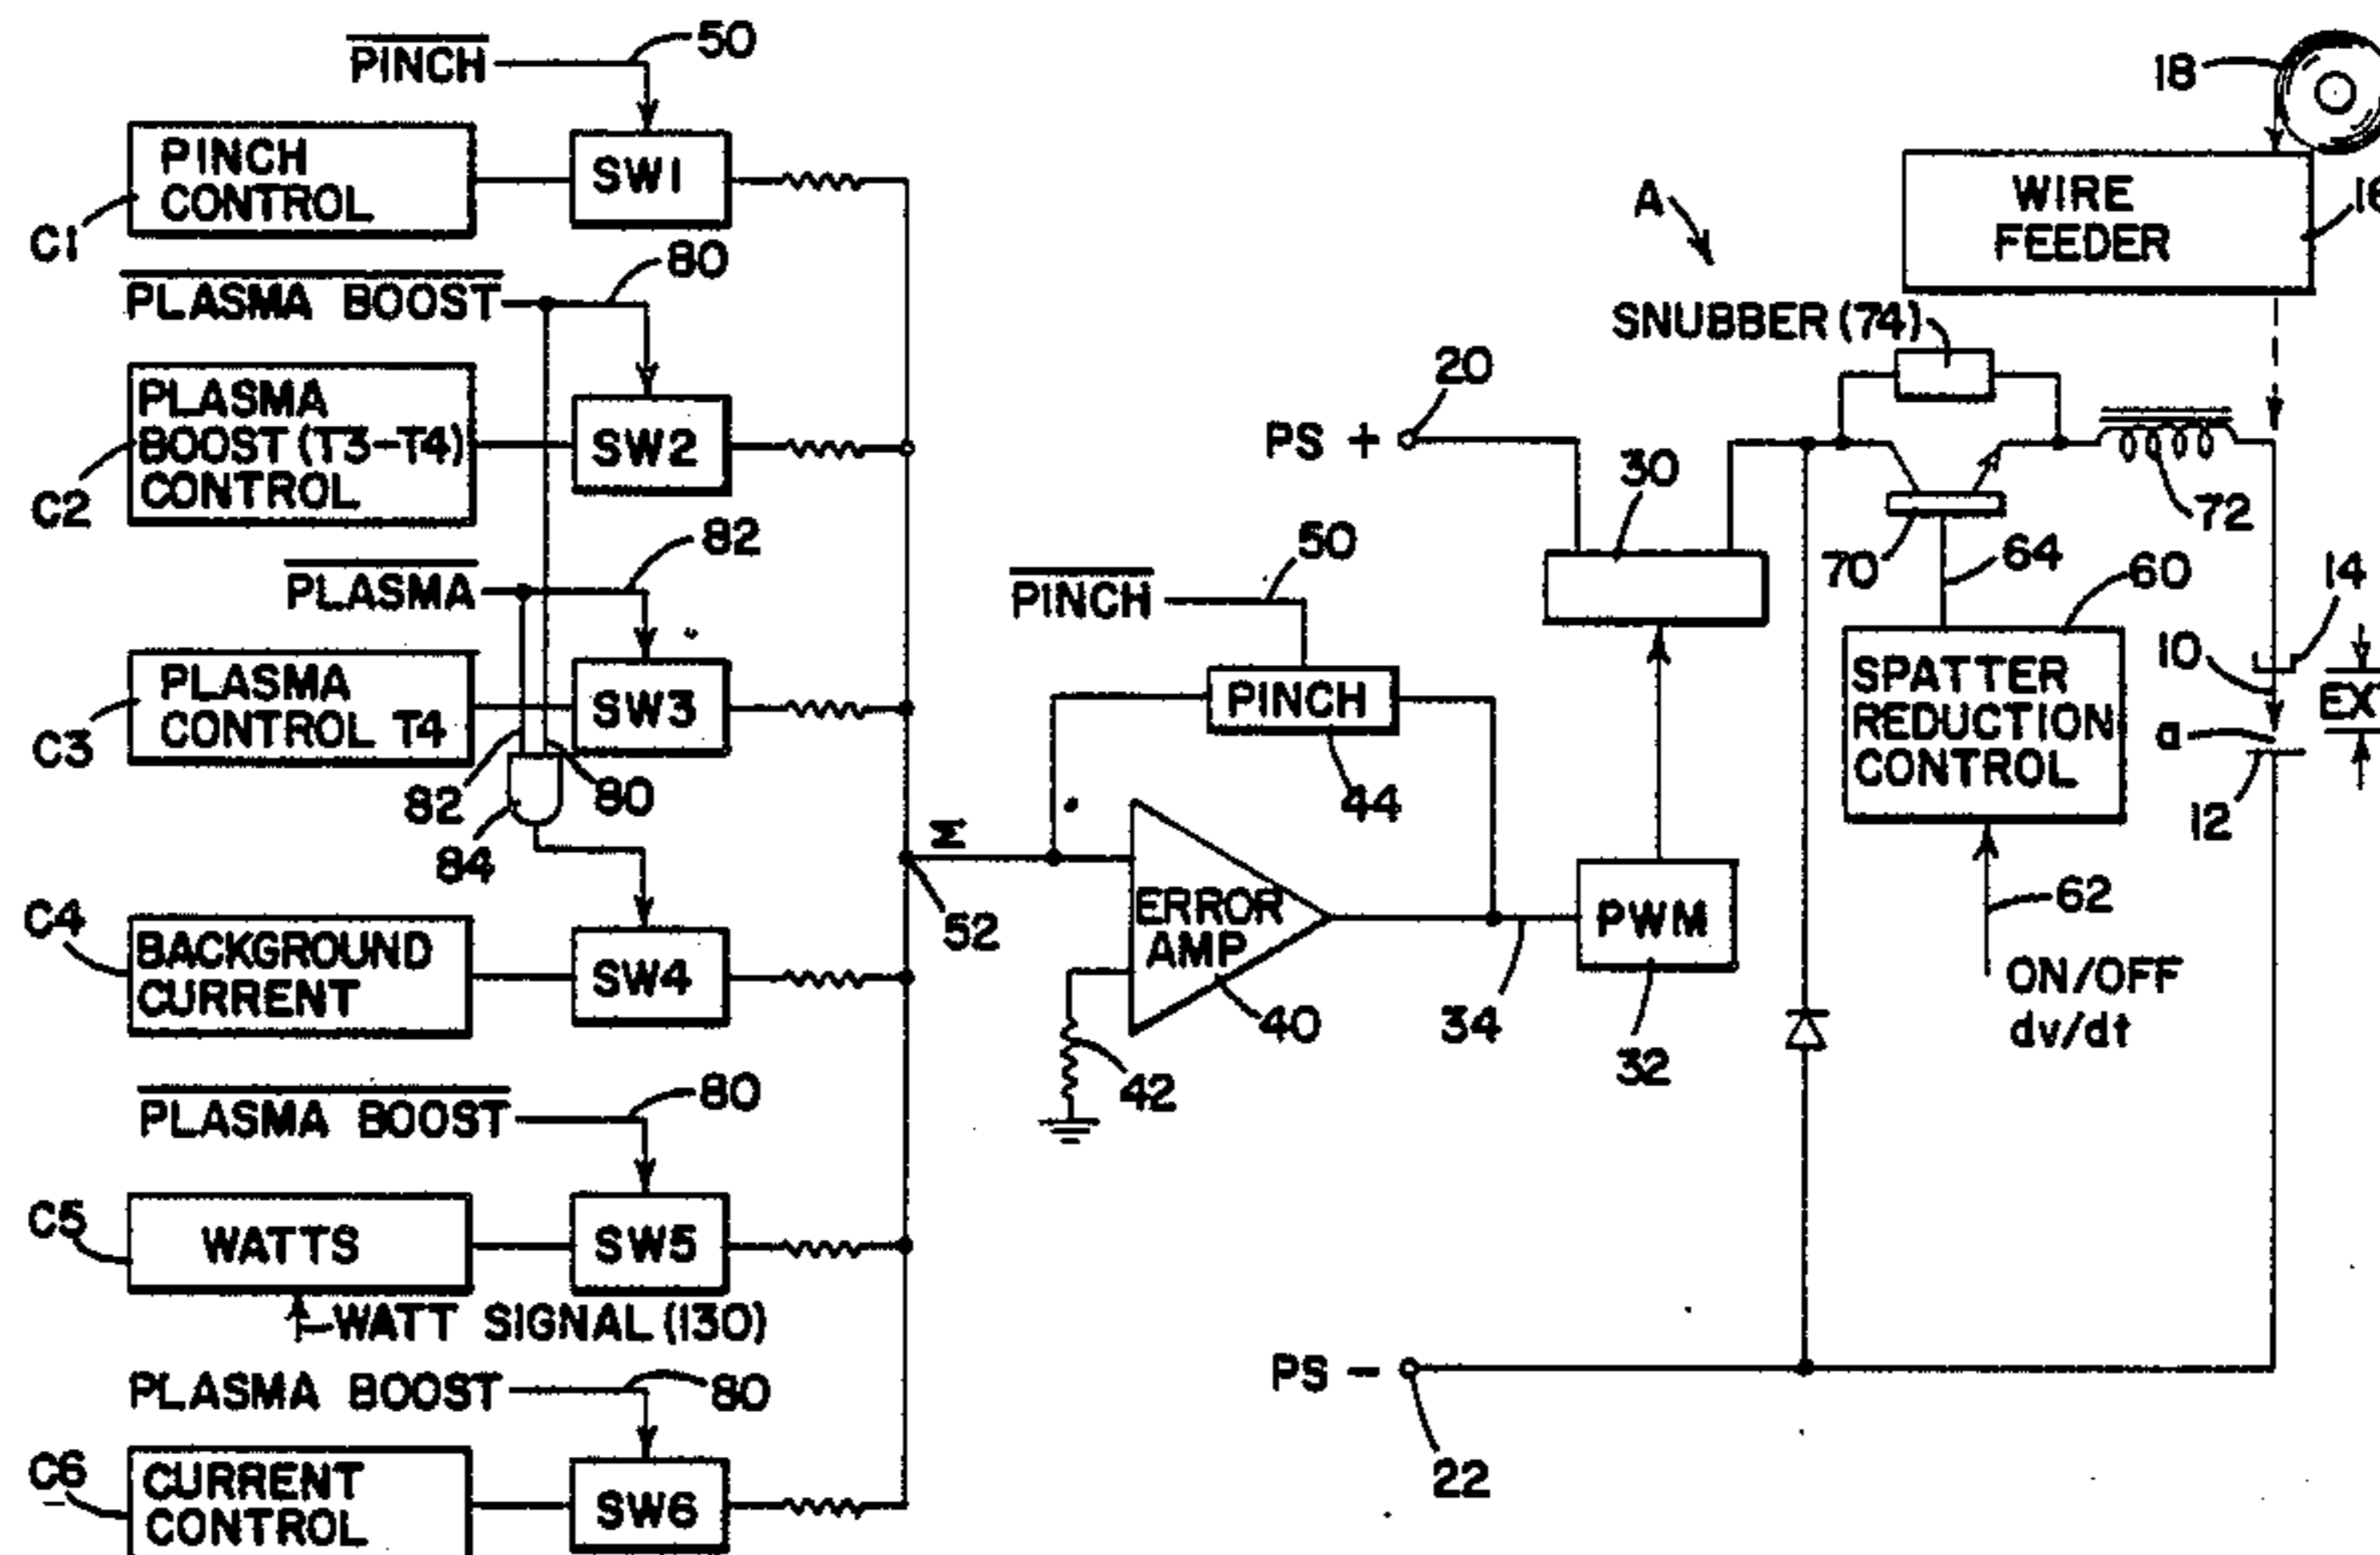 PINCH
50
18
PINCH
CONTROL
SW1
C1
A
WIRE
FEEDER
PLASMA BOOST
80
SNUBBER (74)
20
PLASMA
BOOST (T3-T4)
CONTROL
SW2
C2
PS +
30
72
PLASMA
82
PINCH
50
70
64
60
14
PLASMA
CONTROL T4
SW3
C3
PINCH
SPATTER
REDUCTION
CONTROL
10
a
82
80
44
12
84
Σ
C4
BACKGROUND
CURRENT
SW4
52
ERROR
AMP
PWM
62
ON/OFF
dv/dt
40
34
32
42
PLASMA BOOST
80
C5
WATTS
SW5
WATT SIGNAL (130)
PLASMA BOOST
80
PS -
22
C6
CURRENT
CONTROL
SW6